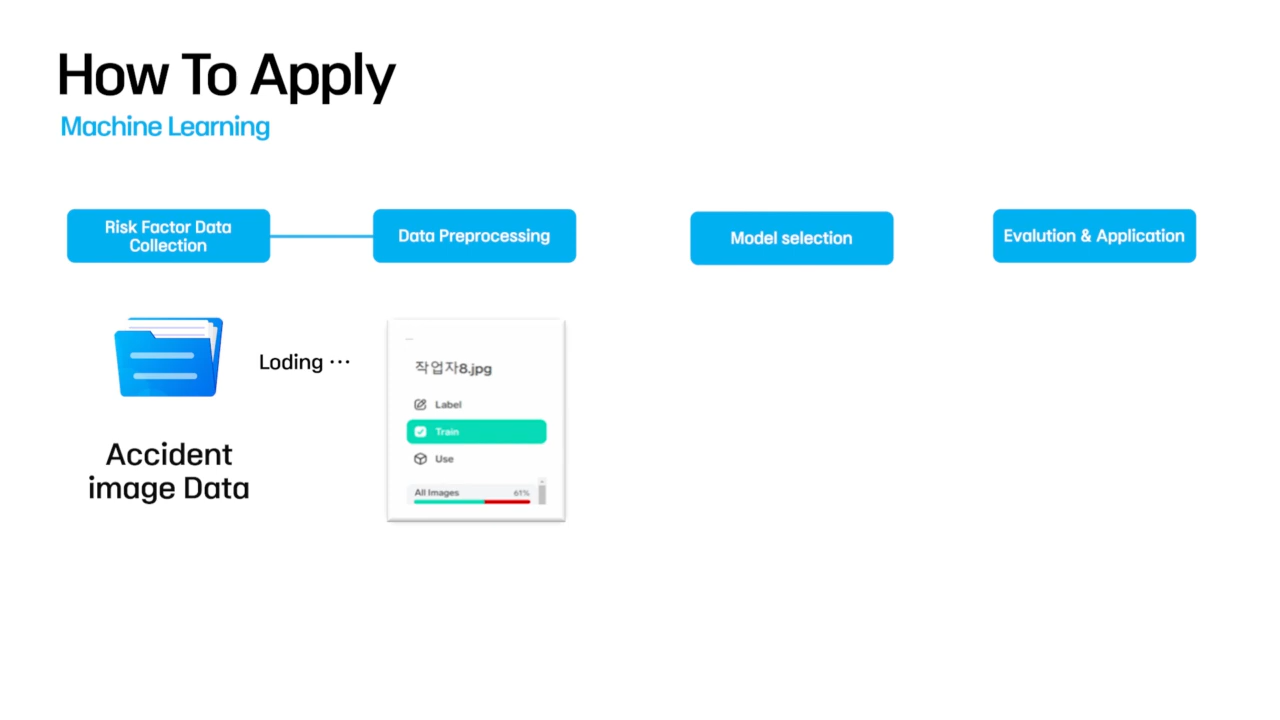 How To Apply
Machine Learning
Risk Factor Data
Collection
Data Preprocessing
Model selection
Evalution & Application
Loding ···
Accident
image Data
작업자8.jpg
Label
Train
Use
All Images 61%